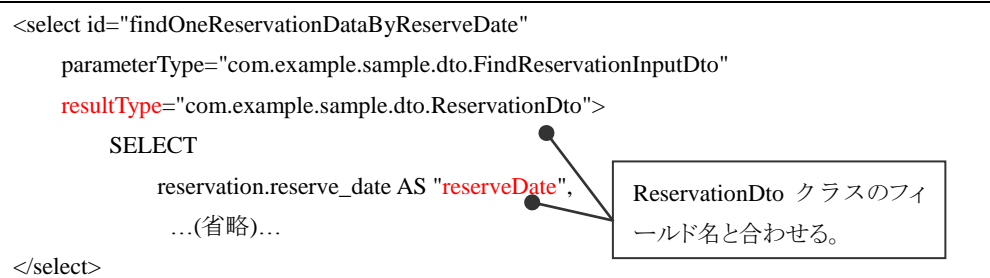 <select id="findOneReservationDataByReserveDate"
parameterType="com.example.sample.dto.FindReservationInputDto"
resultType="com.example.sample.dto.ReservationDto">
SELECT
reservation.reserve_date AS "reserveDate",
…(省略)…
</select>
ReservationDto クラスのフィ
ールド名と合わせる。